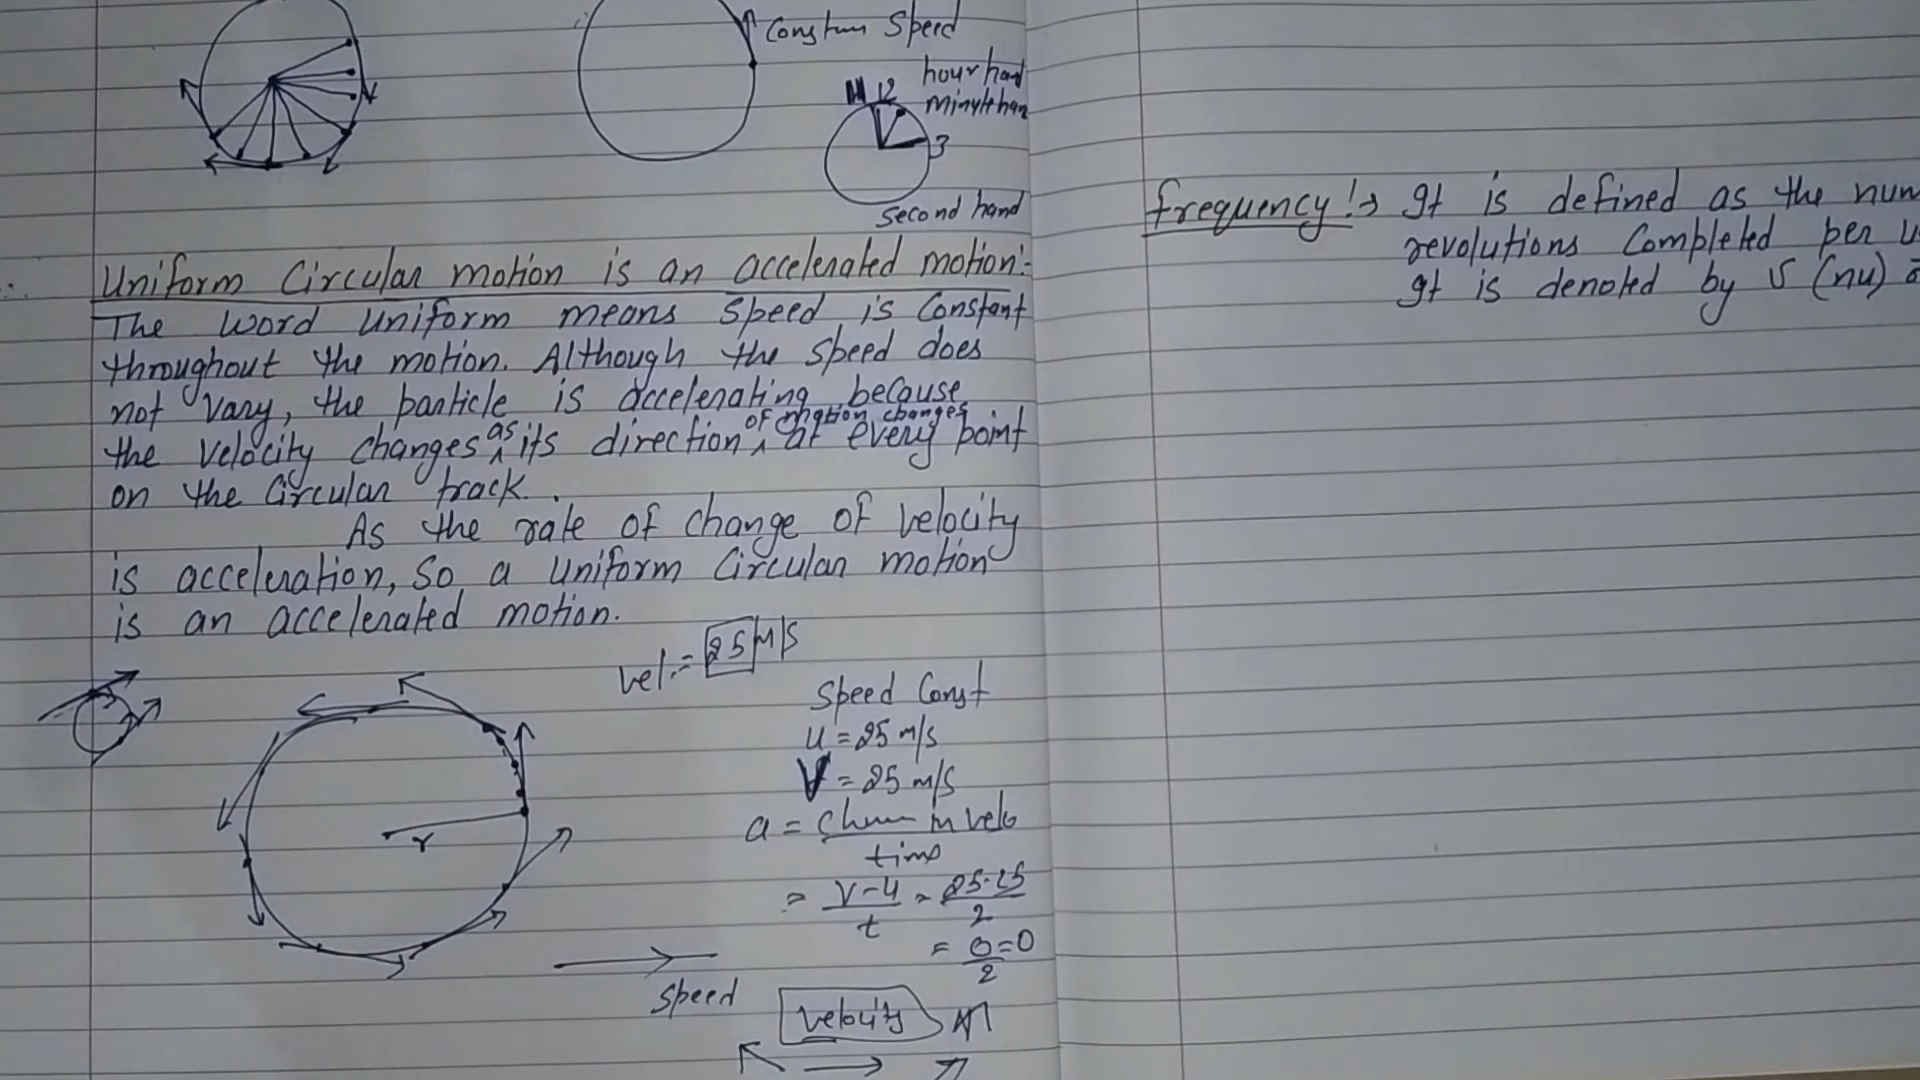 Constum Speed
hour hand
12
minute han
3
second hand
Uniform Circular motion is an accelerated motion:-
The word uniform means speed is constant
throughout the motion. Although the speed does
not vary, the particle is accelerating because
of motion changes
the velocity changes as its direction at every point
on the circular track.
As the rate of change of velocity
is acceleration, So a uniform circular motion
is an accelerated motion.
vel.= 25 M/S
Speed Const
u = 25 m/s
V = 25 m/s
a = in velo
time
= v-u = 25-25
t 2
= 0 = 0
2
r
speed
velocity
frequency!→ It is defined as the num
revolutions completed per u
It is denoted by υ (nu)